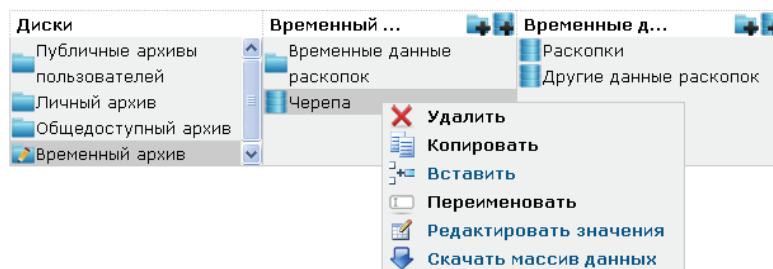 Диски
Публичные архивы
пользователей
Личный архив
Общедоступный архив
Временный архив
Временный ...
Временные данные
раскопок
Черепа
Временные д...
Раскопки
Другие данные раскопок
Удалить
Копировать
Вставить
Переименовать
Редактировать значения
Скачать массив данных